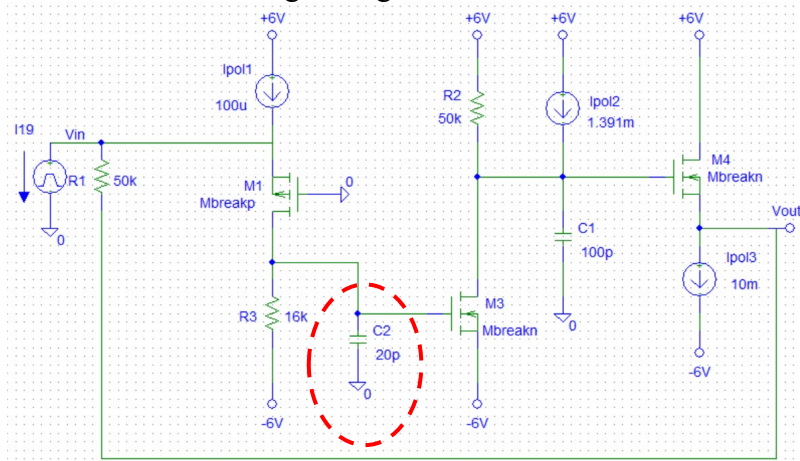 +6V
+6V
+6V
+6V
Ipol1
100u
R2
50k
Ipol2
1.391m
I19
Vin
R1
50k
M1
Mbreakp
0
M4
Mbreakn
Vout
C1
100p
Ipol3
10m
0
0
R3
16k
C2
20p
M3
Mbreakn
0
-6V
-6V
-6V